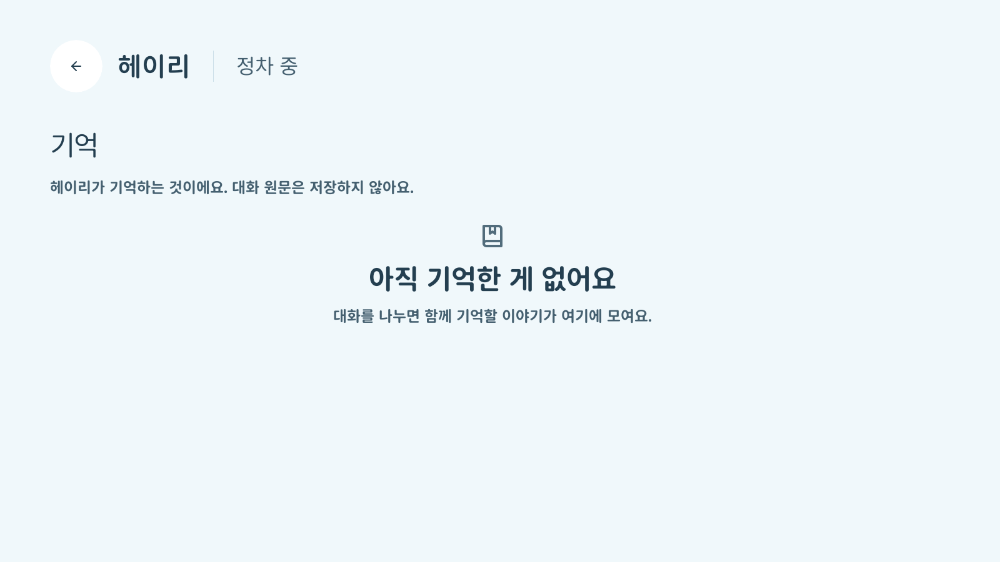 헤이리
정차 중
기억
헤이리가 기억하는 것이에요. 대화 원문은 저장하지 않아요.
아직 기억한 게 없어요
대화를 나누면 함께 기억할 이야기가 여기에 모여요.